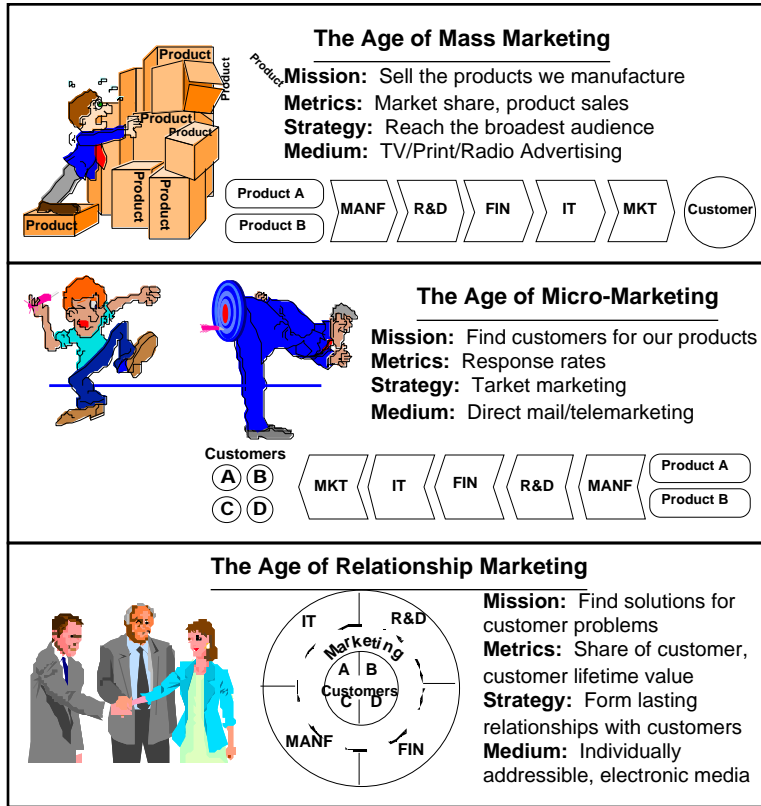 The Age of Mass Marketing
Product
Product
Product
Product
Product
Product
Product
Product
Product
Product
Mission: Sell the products we manufacture
Metrics: Market share, product sales
Strategy: Reach the broadest audience
Medium: TV/Print/Radio Advertising
Product A
Product B
MANF
R&D
FIN
IT
MKT
Customer
The Age of Micro-Marketing
Mission: Find customers for our products
Metrics: Response rates
Strategy: Tarket marketing
Medium: Direct mail/telemarketing
Customers
A B
C D
MKT
IT
FIN
R&D
MANF
Product A
Product B
The Age of Relationship Marketing
IT
R&D
Marketing
A B
Customers
C D
MANF
FIN
Mission: Find solutions for
customer problems
Metrics: Share of customer,
customer lifetime value
Strategy: Form lasting
relationships with customers
Medium: Individually
addressible, electronic media